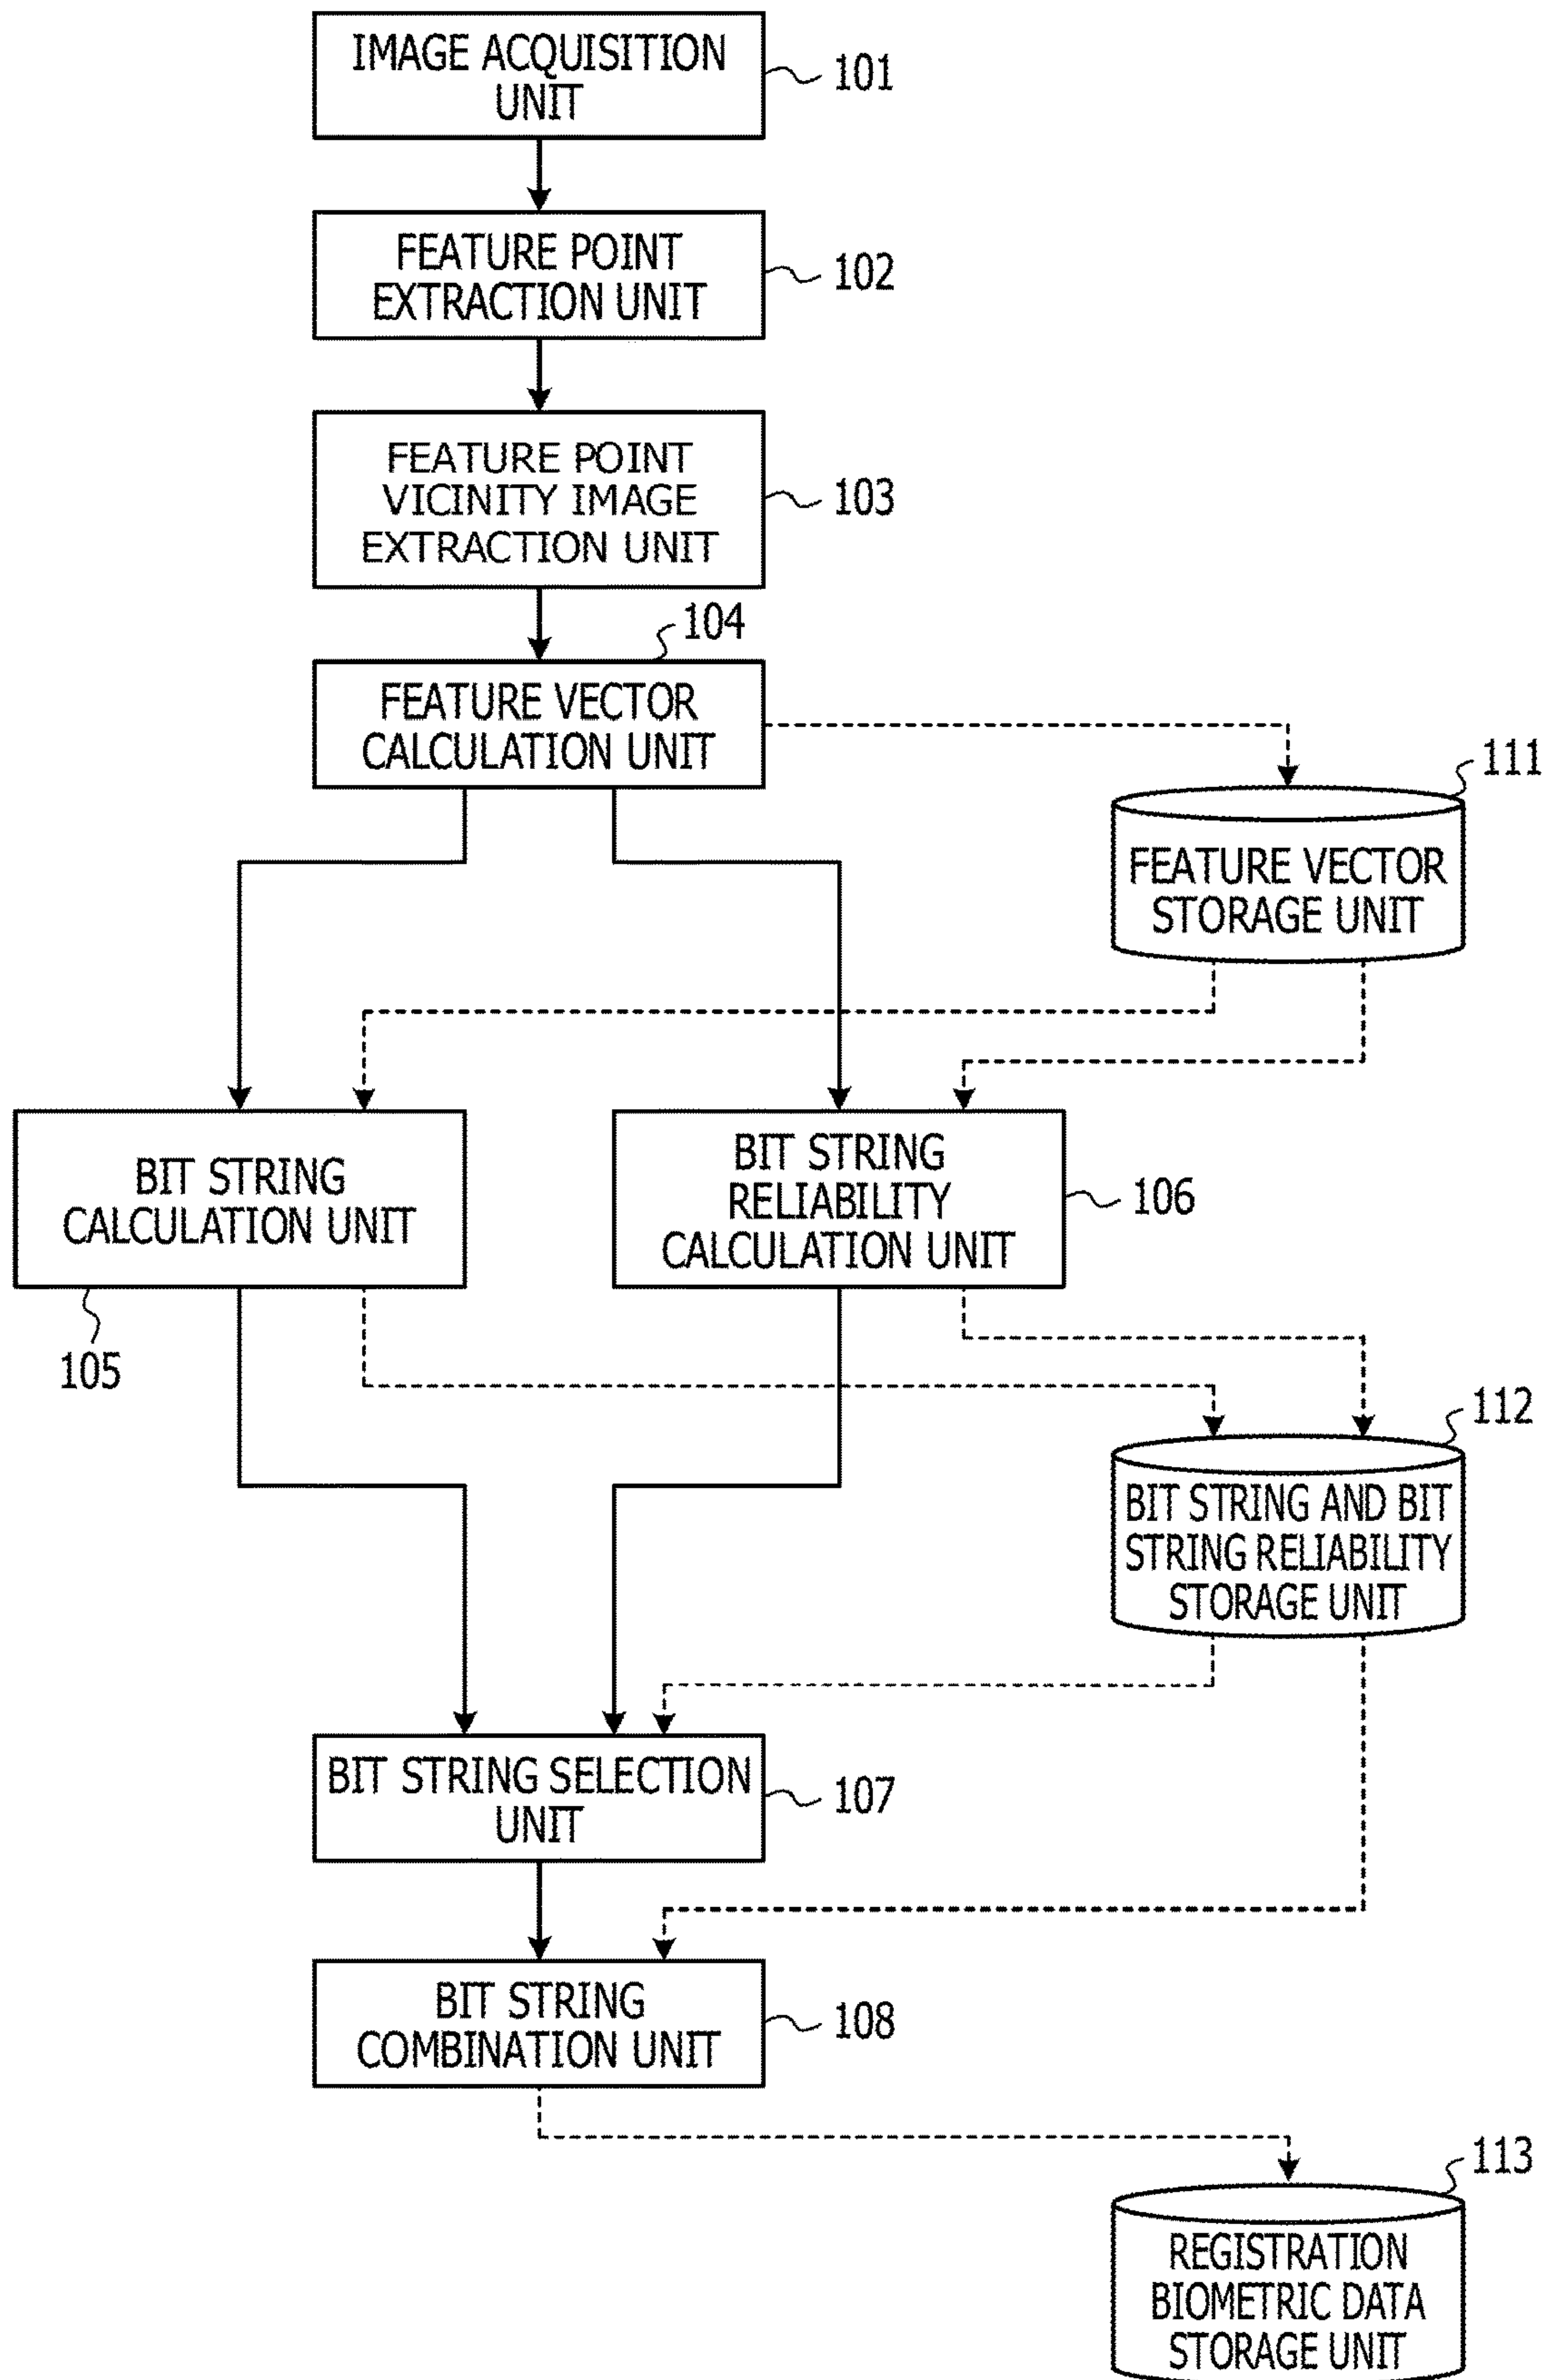 IMAGE ACQUISITION
UNIT
101
FEATURE POINT
EXTRACTION UNIT
102
FEATURE POINT
VICINITY IMAGE
EXTRACTION UNIT
103
104
FEATURE VECTOR
CALCULATION UNIT
111
FEATURE VECTOR
STORAGE UNIT
BIT STRING
CALCULATION UNIT
105
BIT STRING
RELIABILITY
CALCULATION UNIT
106
112
BIT STRING AND BIT
STRING RELIABILITY
STORAGE UNIT
BIT STRING SELECTION
UNIT
107
BIT STRING
COMBINATION UNIT
108
113
REGISTRATION
BIOMETRIC DATA
STORAGE UNIT